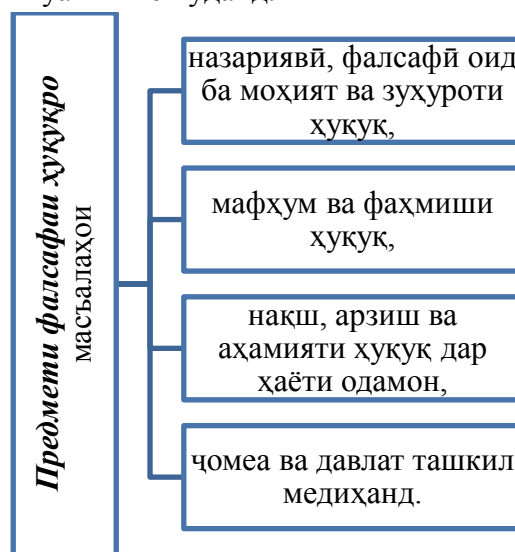 Предмети фалсафаи ҳуқуқро
масъалаҳои
назариявӣ, фалсафӣ оид
ба моҳият ва зуҳуроти
ҳуқуқ,
мафҳум ва фаҳмиши
ҳуқуқ,
нақш, арзиш ва
аҳамияти ҳуқуқ дар
ҳаёти одамон,
ҷомеа ва давлат ташкил
медиҳанд.